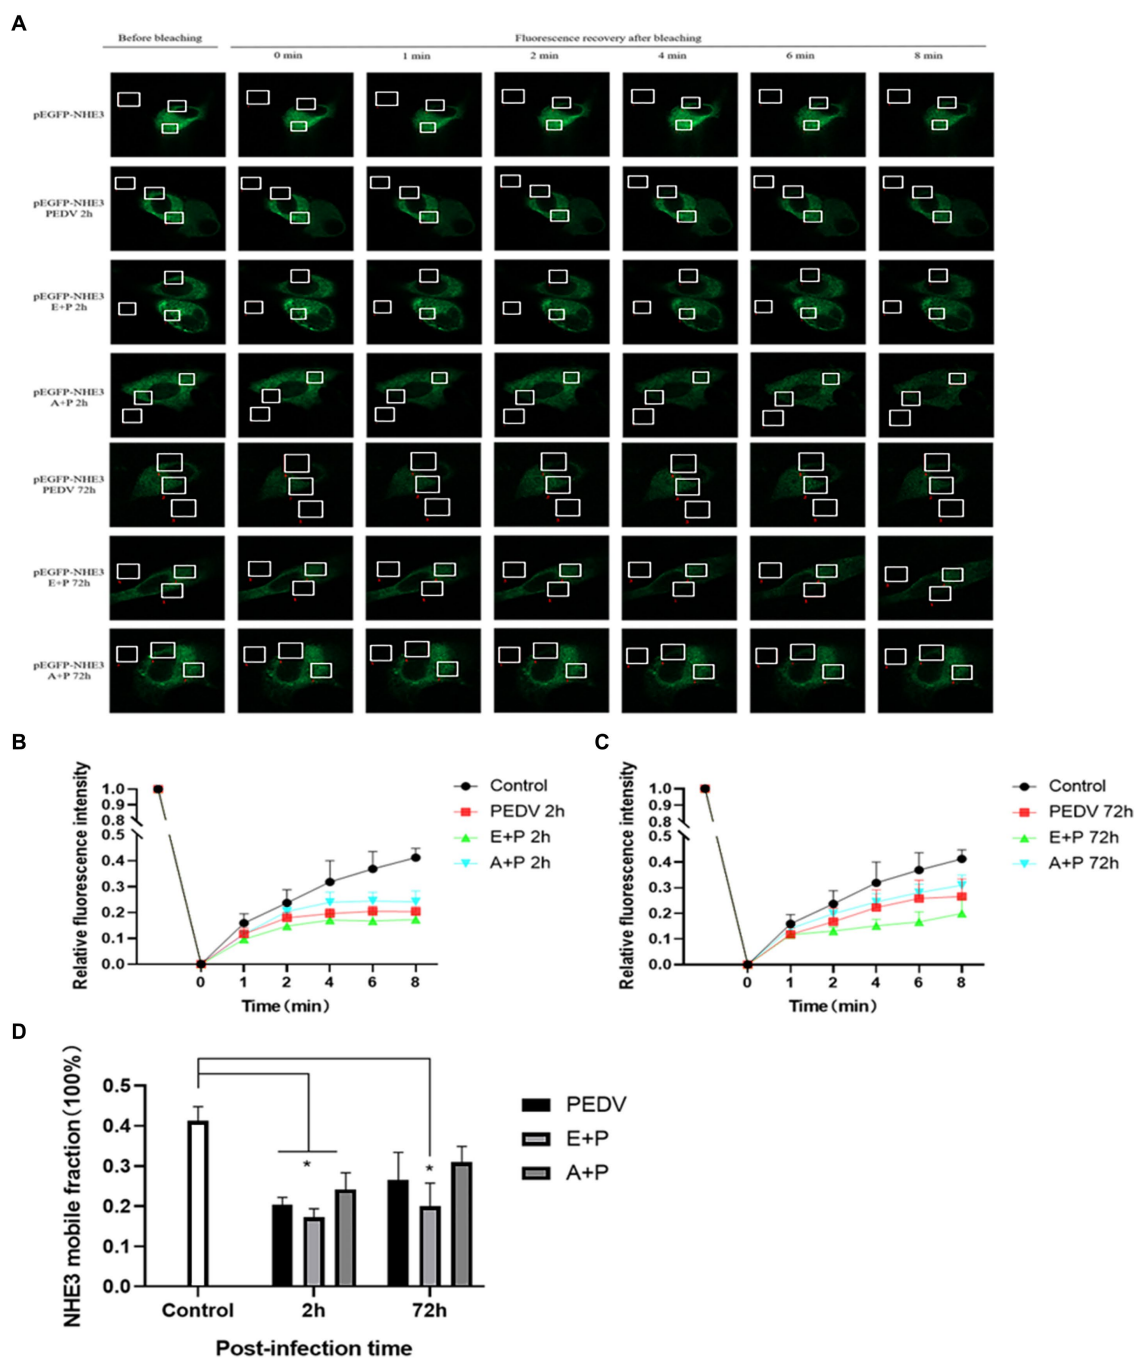 A
Before bleaching
Fluorescence recovery after bleaching
0 min
1 min
2 min
4 min
6 min
8 min
pEGFP-NHE3
pEGFP-NHE3
PEDV 2h
pEGFP-NHE3
E+P 2h
pEGFP-NHE3
A+P 2h
pEGFP-NHE3
PEDV 72h
pEGFP-NHE3
E+P 72h
pEGFP-NHE3
A+P 72h
B
Relative fluorescence intensity
1.0
0.9
0.8
0.5
0.4
0.3
0.2
0.1
0.0
0 1 2 4 6 8
Time(min)
Control
PEDV 2h
E+P 2h
A+P 2h
C
Relative fluorescence intensity
1.0
0.9
0.8
0.5
0.4
0.3
0.2
0.1
0.0
0 1 2 4 6 8
Time(min)
Control
PEDV 72h
E+P 72h
A+P 72h
D
NHE3 mobile fraction(100%)
0.5
0.4
0.3
0.2
0.1
0.0
* *
Control 2h 72h
Post-infection time
PEDV
E+P
A+P